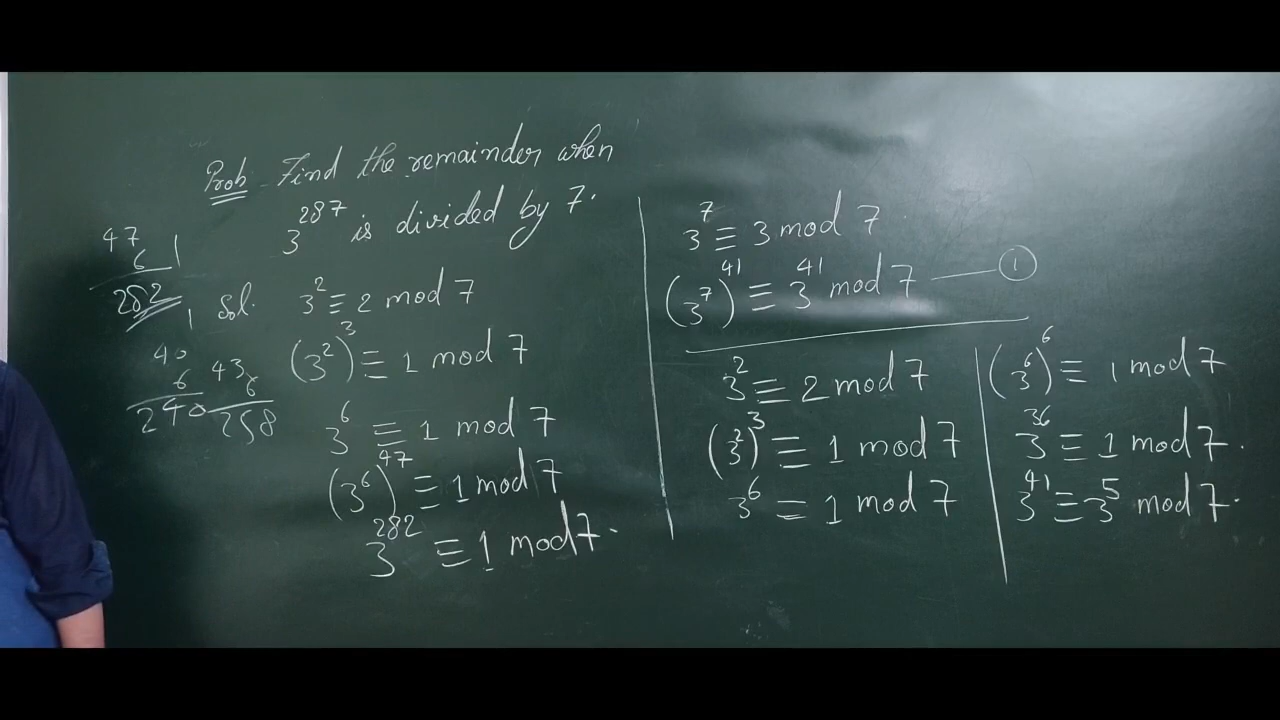 Prob Find the remainder when
3^287 is divided by 7.
47
6
282
Sol. 3^2 ≡ 2 mod 7
(3^2)^3 ≡ 1 mod 7
40
6
240
43
6
258
3^6 ≡ 1 mod 7
(3^6)^47 ≡ 1 mod 7
3^282 ≡ 1 mod 7.
3^7 ≡ 3 mod 7
(3^7)^41 ≡ 3^41 mod 7 — ①
3^2 ≡ 2 mod 7
(3^2)^3 ≡ 1 mod 7
3^6 ≡ 1 mod 7
(3^6)^6 ≡ 1 mod 7
3^36 ≡ 1 mod 7.
3^41 ≡ 3^5 mod 7.